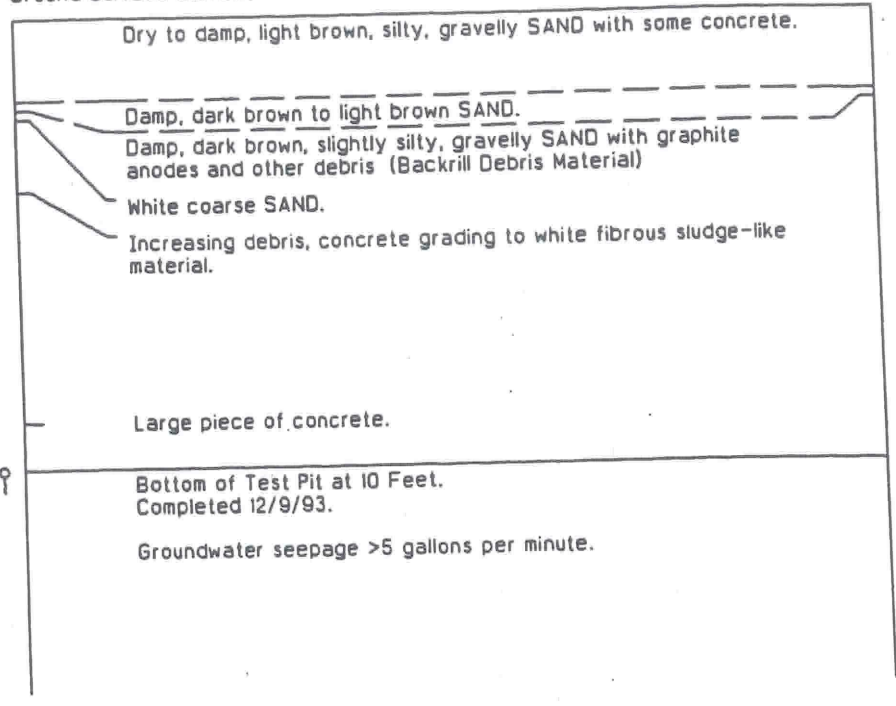 Dry to damp, light brown, silty, gravelly SAND with some concrete.
Damp, dark brown to light brown SAND.
Damp, dark brown, slightly silty, gravelly SAND with graphite
anodes and other debris (Backrill Debris Material)
White coarse SAND.
Increasing debris, concrete grading to white fibrous sludge-like
material.
Large piece of concrete.
Bottom of Test Pit at 10 Feet.
Completed 12/9/93.
Groundwater seepage >5 gallons per minute.